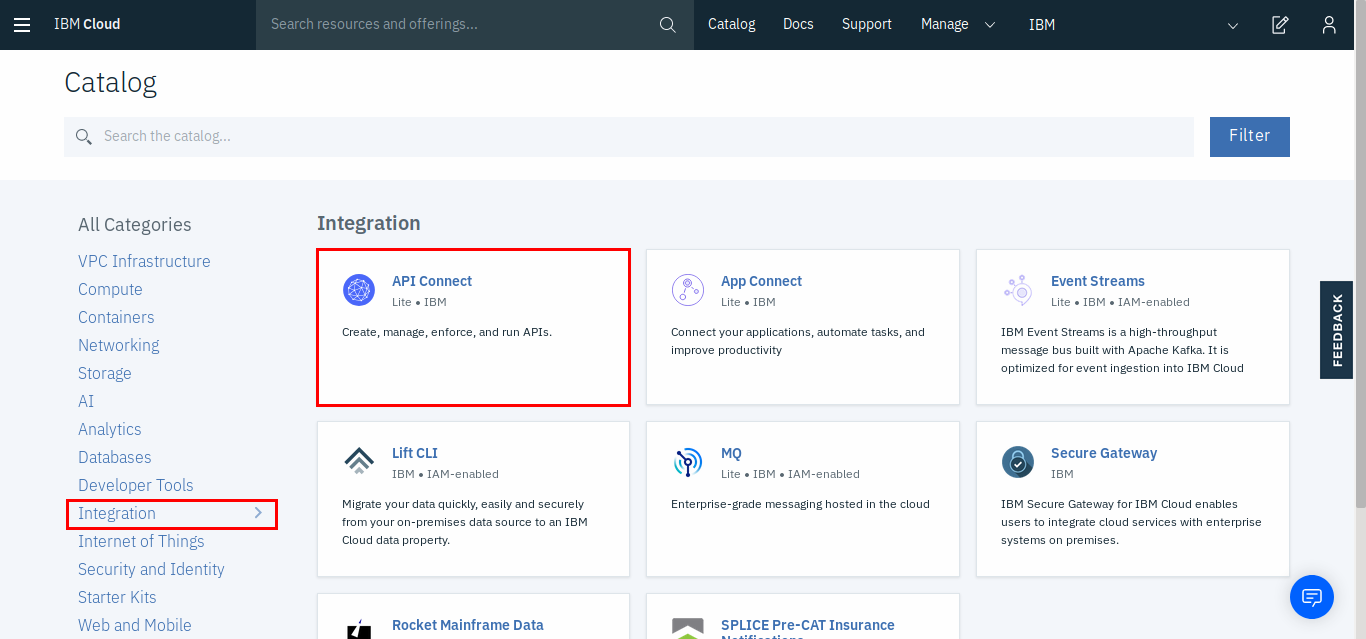 IBM Cloud
Search resources and offerings...
Catalog
Docs
Support
Manage
IBM
Catalog
Search the catalog...
Filter
All Categories
VPC Infrastructure
Compute
Containers
Networking
Storage
AI
Analytics
Databases
Developer Tools
Integration
Internet of Things
Security and Identity
Starter Kits
Web and Mobile
Integration
API Connect
Lite • IBM
Create, manage, enforce, and run APIs.
App Connect
Lite • IBM
Connect your applications, automate tasks, and
improve productivity
Event Streams
Lite • IBM • IAM-enabled
IBM Event Streams is a high-throughput
message bus built with Apache Kafka. It is
optimized for event ingestion into IBM Cloud
Lift CLI
IBM • IAM-enabled
Migrate your data quickly, easily and securely
from your on-premises data source to an IBM
Cloud data property.
MQ
Lite • IBM • IAM-enabled
Enterprise-grade messaging hosted in the cloud
Secure Gateway
IBM
IBM Secure Gateway for IBM Cloud enables
users to integrate cloud services with enterprise
systems on premises.
Rocket Mainframe Data
SPLICE Pre-CAT Insurance
Notifications
FEEDBACK